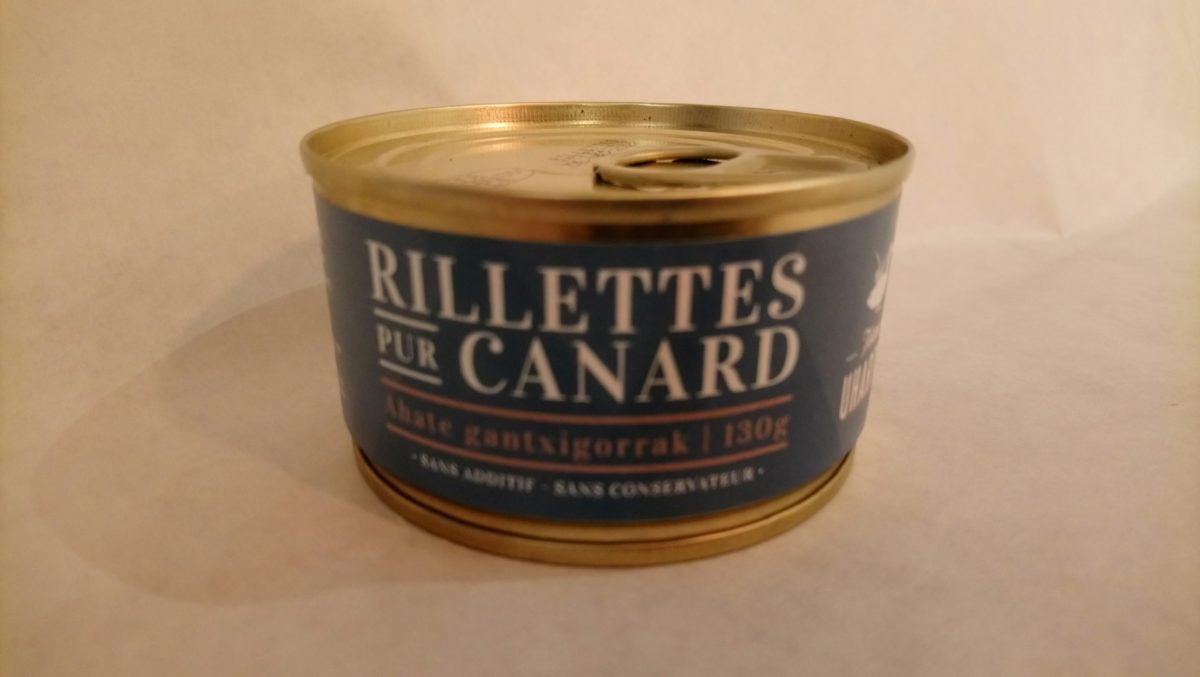 RILLETTES
PUR CANARD
Ahate gantxigorrak | 130g
· SANS ADDITIF - SANS CONSERVATEUR ·